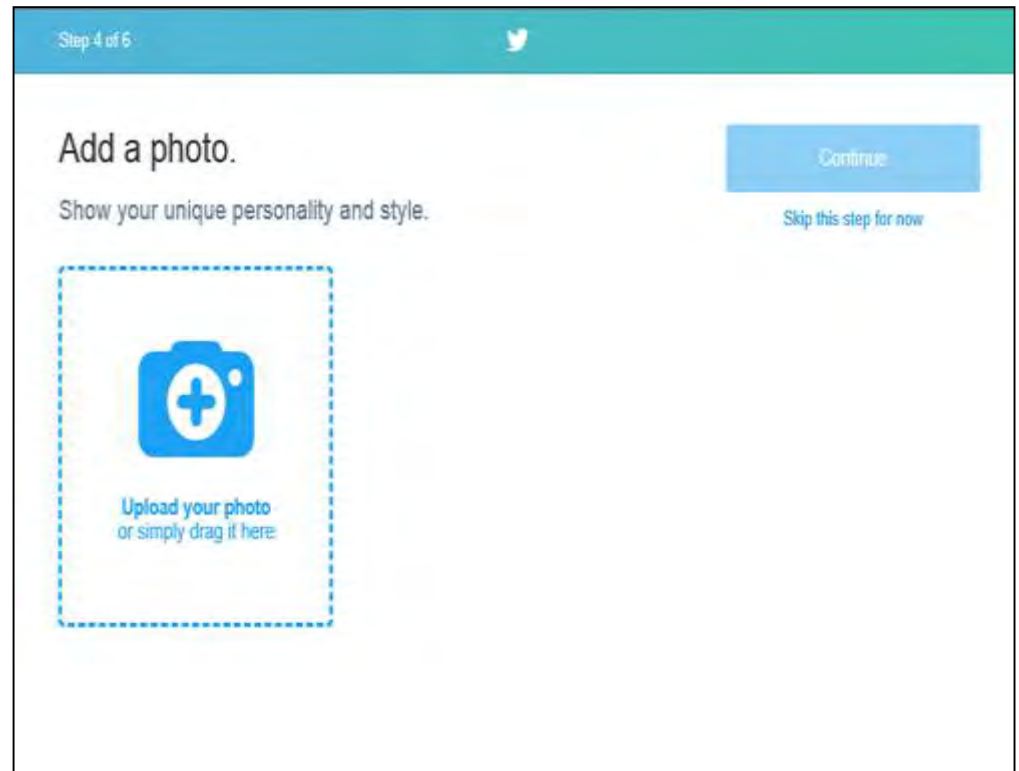 Step 4 of 6
Add a photo.
Continue
Show your unique personality and style.
Skip this step for now
Upload your photo
or simply drag it here